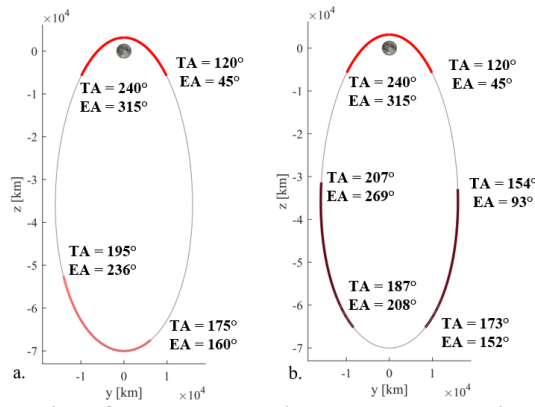 ×10⁴
0
-1
-2
-3
-4
-5
-6
-7
z [km]
TA = 240°
EA = 315°
TA = 120°
EA = 45°
TA = 195°
EA = 236°
TA = 175°
EA = 160°
-1
0
1
y [km]
×10⁴
a.
×10⁴
0
-1
-2
-3
-4
-5
-6
-7
z [km]
TA = 240°
EA = 315°
TA = 120°
EA = 45°
TA = 207°
EA = 269°
TA = 154°
EA = 93°
TA = 187°
EA = 208°
TA = 173°
EA = 152°
-1
0
1
y [km]
×10⁴
b.